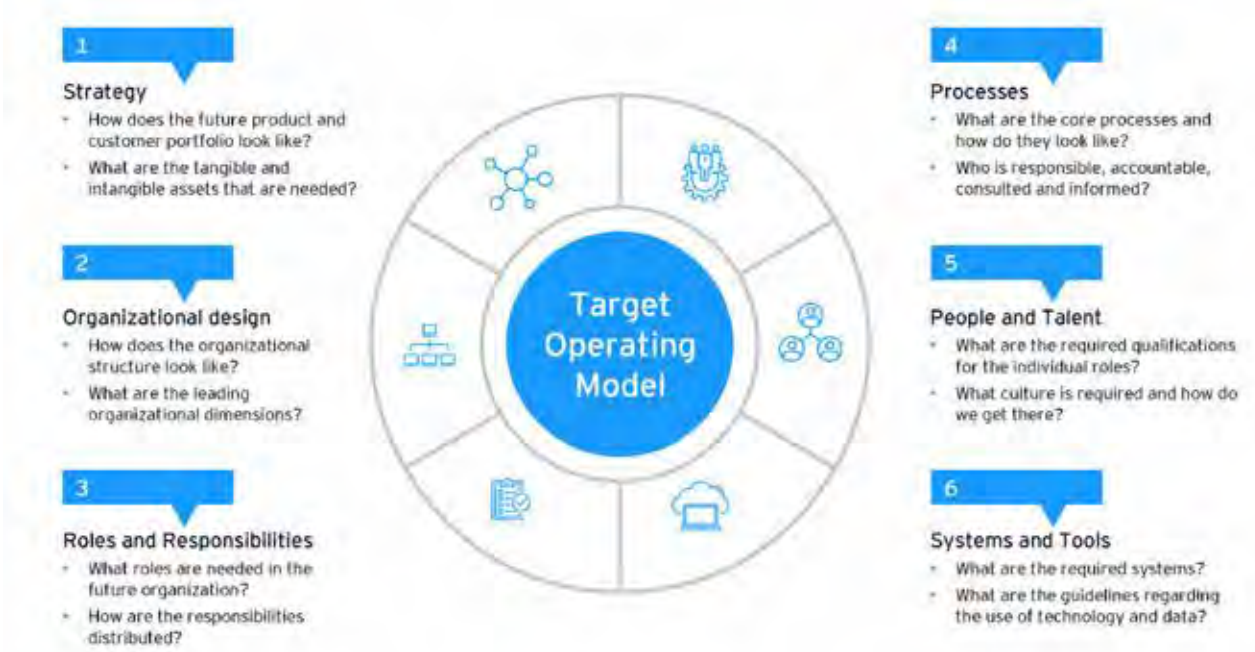 1
Strategy
- How does the future product and
customer portfolio look like?
- What are the tangible and
intangible assets that are needed?
2
Organizational design
- How does the organizational
structure look like?
- What are the leading
organizational dimensions?
3
Roles and Responsibilities
- What roles are needed in the
future organization?
- How are the responsibilities
distributed?
Target
Operating
Model
4
Processes
- What are the core processes and
how do they look like?
- Who is responsible, accountable,
consulted and informed?
5
People and Talent
- What are the required qualifications
for the individual roles?
- What culture is required and how do
we get there?
6
Systems and Tools
- What are the required systems?
- What are the guidelines regarding
the use of technology and data?